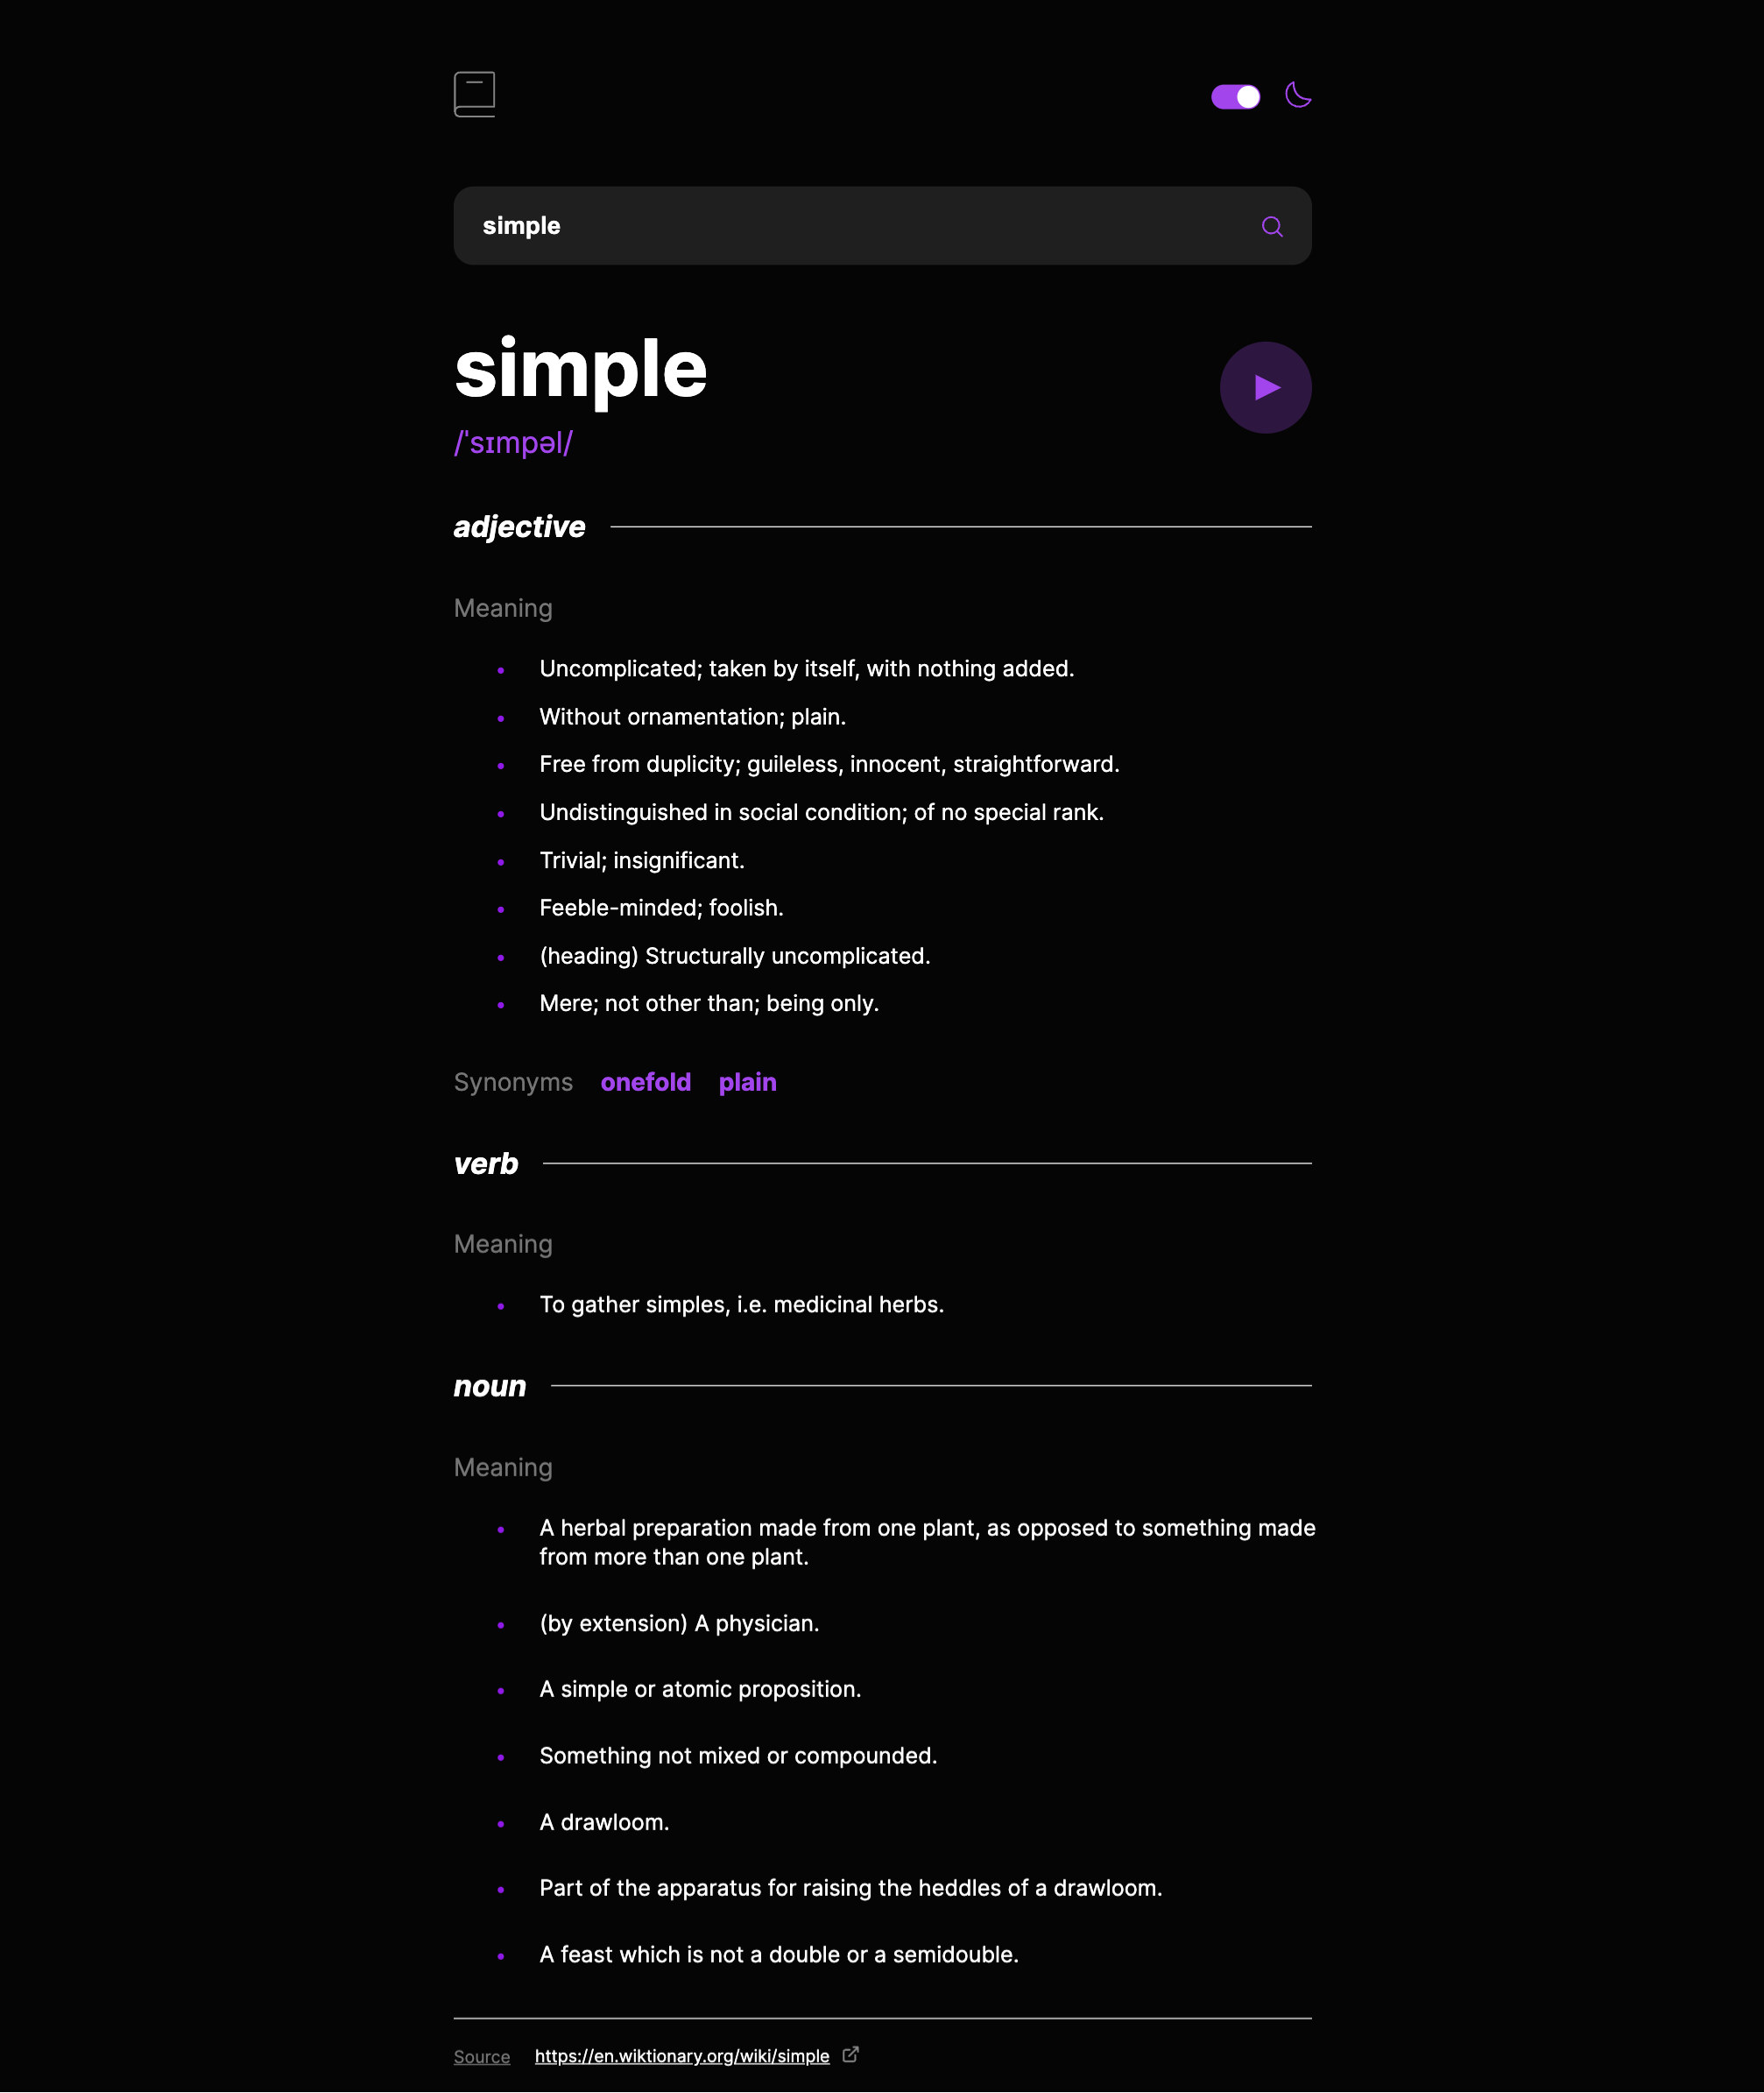 simple
simple
/ˈsɪmpəl/
adjective
Meaning
Uncomplicated; taken by itself, with nothing added.
Without ornamentation; plain.
Free from duplicity; guileless, innocent, straightforward.
Undistinguished in social condition; of no special rank.
Trivial; insignificant.
Feeble-minded; foolish.
(heading) Structurally uncomplicated.
Mere; not other than; being only.
Synonyms onefold plain
verb
Meaning
To gather simples, i.e. medicinal herbs.
noun
Meaning
A herbal preparation made from one plant, as opposed to something made
from more than one plant.
(by extension) A physician.
A simple or atomic proposition.
Something not mixed or compounded.
A drawloom.
Part of the apparatus for raising the heddles of a drawloom.
A feast which is not a double or a semidouble.
Source https://en.wiktionary.org/wiki/simple